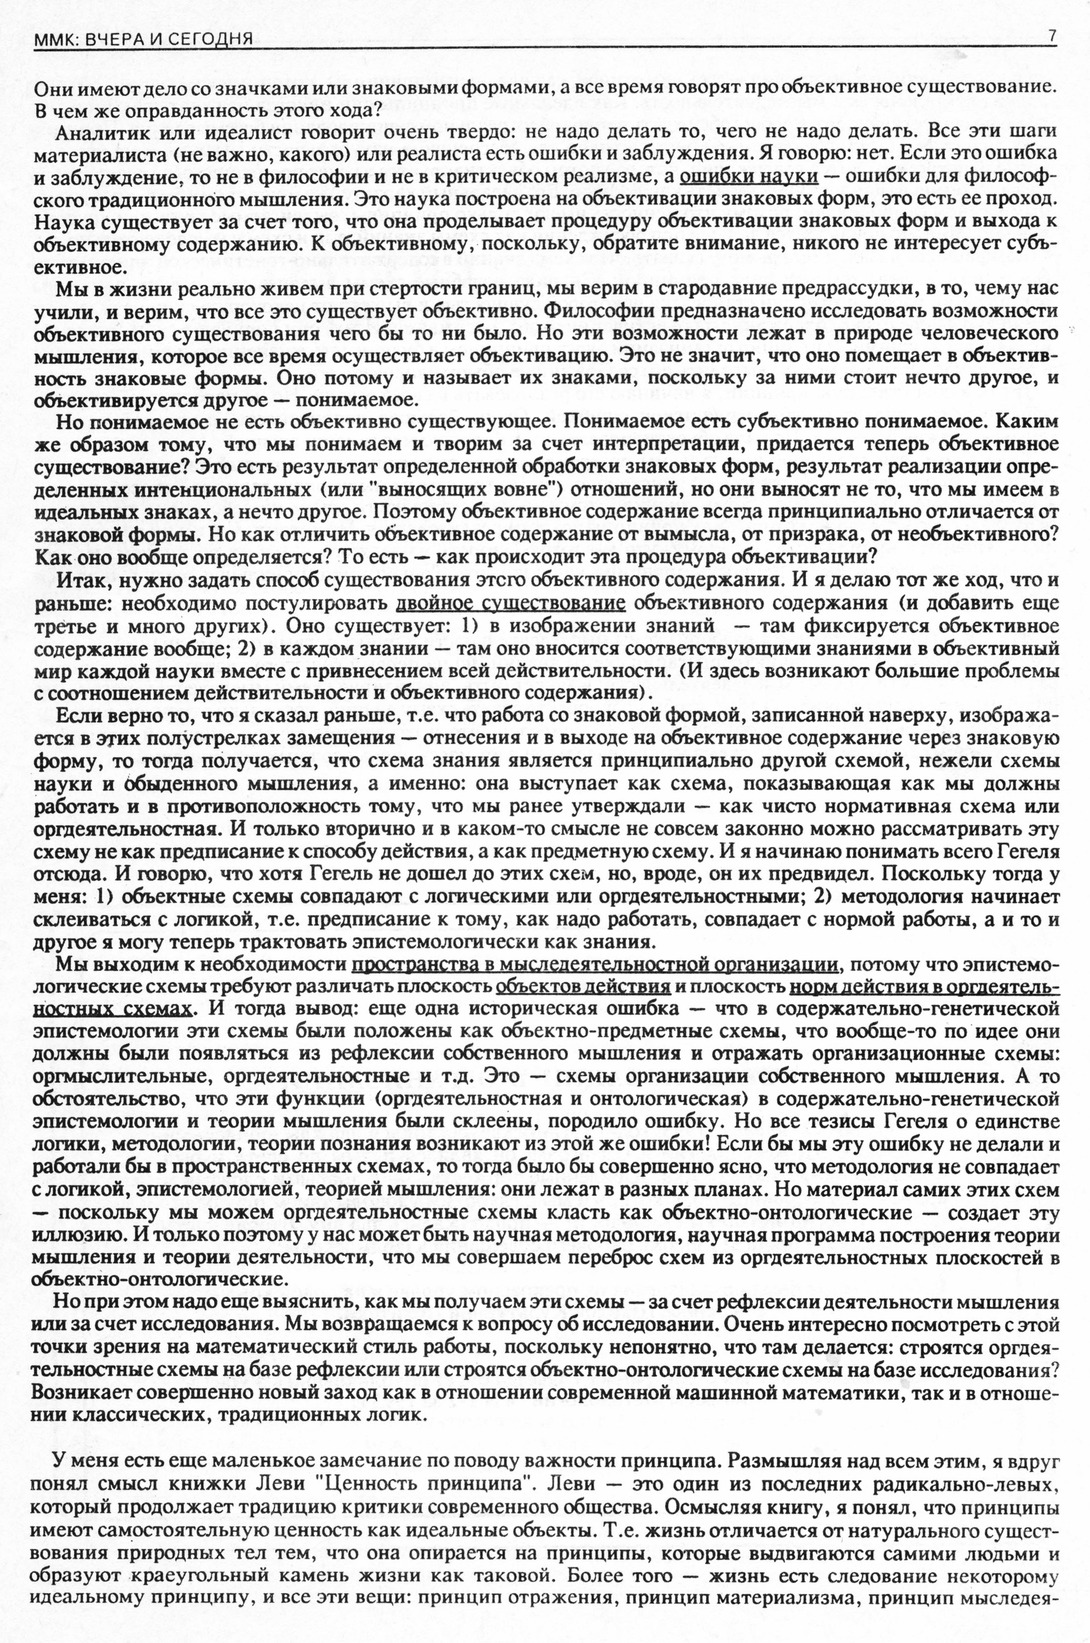 ММК: ВЧЕРА И СЕГОДНЯ 7
Они имеют дело со значками или знаковыми формами, а все время говорят про объективное существование.
В чем же оправданность этого хода?
Аналитик или идеалист говорит очень твердо: не надо делать то, чего не надо делать. Все эти шаги
материалиста (не важно, какого) или реалиста есть ошибки и заблуждения. Я говорю: нет. Если это ошибка
и заблуждение, то не в философии и не в критическом реализме, а ошибки науки — ошибки для философ-
ского традиционного мышления. Это наука построена на объективации знаковых форм, это есть ее проход.
Наука существует за счет того, что она проделывает процедуру объективации знаковых форм и выхода к
объективному содержанию. К объективному, поскольку, обратите внимание, никого не интересует субъ-
ективное.
Мы в жизни реально живем при стертости границ, мы верим в стародавние предрассудки, в то, чему нас
учили, и верим, что все это существует объективно. Философии предназначено исследовать возможности
объективного существования чего бы то ни было. Но эти возможности лежат в природе человеческого
мышления, которое все время осуществляет объективацию. Это не значит, что оно помещает в объектив-
ность знаковые формы. Оно потому и называет их знаками, поскольку за ними стоит нечто другое, и
объективируется другое — понимаемое.
Но понимаемое не есть объективно существующее. Понимаемое есть субъективно понимаемое. Каким
же образом тому, что мы понимаем и творим за счет интерпретации, придается теперь объективное
существование? Это есть результат определенной обработки знаковых форм, результат реализации опре-
деленных интенциональных (или "выносящих вовне") отношений, но они выносят не то, что мы имеем в
идеальных знаках, а нечто другое. Поэтому объективное содержание всегда принципиально отличается от
знаковой формы. Но как отличить объективное содержание от вымысла, от призрака, от необъективного?
Как оно вообще определяется? То есть — как происходит эта процедура объективации?
Итак, нужно задать способ существования этого объективного содержания. И я делаю тот же ход, что и
раньше: необходимо постулировать двойное существование объективного содержания (и добавить еще
третье и много других). Оно существует: 1) в изображении знаний — там фиксируется объективное
содержание вообще; 2) в каждом знании — там оно вносится соответствующими знаниями в объективный
мир каждой науки вместе с привнесением всей действительности. (И здесь возникают большие проблемы
с соотношением действительности и объективного содержания).
Если верно то, что я сказал раньше, т.е. что работа со знаковой формой, записанной наверху, изобража-
ется в этих полустрелках замещения — отнесения и в выходе на объективное содержание через знаковую
форму, то тогда получается, что схема знания является принципиально другой схемой, нежели схемы
науки и обыденного мышления, а именно: она выступает как схема, показывающая как мы должны
работать и в противоположность тому, что мы ранее утверждали — как чисто нормативная схема или
оргдеятельностная. И только вторично и в каком-то смысле не совсем законно можно рассматривать эту
схему не как предписание к способу действия, а как предметную схему. И я начинаю понимать всего Гегеля
отсюда. И говорю, что хотя Гегель не дошел до этих схем, но, вроде, он их предвидел. Поскольку тогда у
меня: 1) объектные схемы совпадают с логическими или оргдеятельностными; 2) методология начинает
склеиваться с логикой, т.е. предписание к тому, как надо работать, совпадает с нормой работы, а и то и
другое я могу теперь трактовать эпистемологически как знания.
Мы выходим к необходимости пространства в мыследеятельностной организации, потому что эпистемо-
логические схемы требуют различать плоскость объектов действия и плоскость норм действия в оргдеятель-
ностных схемах. И тогда вывод: еще одна историческая ошибка — что в содержательно-генетической
эпистемологии эти схемы были положены как объектно-предметные схемы, что вообще-то по идее они
должны были появляться из рефлексии собственного мышления и отражать организационные схемы:
оргмыслительные, оргдеятельностные и т.д. Это — схемы организации собственного мышления. А то
обстоятельство, что эти функции (оргдеятельностная и онтологическая) в содержательно-генетической
эпистемологии и теории мышления были склеены, породило ошибку. Но все тезисы Гегеля о единстве
логики, методологии, теории познания возникают из этой же ошибки! Если бы мы эту ошибку не делали и
работали бы в пространственных схемах, то тогда было бы совершенно ясно, что методология не совпадает
с логикой, эпистемологией, теорией мышления: они лежат в разных планах. Но материал самих этих схем
— поскольку мы можем оргдеятельностные схемы класть как объектно-онтологические — создает эту
иллюзию. И только поэтому у нас может быть научная методология, научная программа построения теории
мышления и теории деятельности, что мы совершаем переброс схем из оргдеятельностных плоскостей в
объектно-онтологические.
Но при этом надо еще выяснить, как мы получаем эти схемы — за счет рефлексии деятельности мышления
или за счет исследования. Мы возвращаемся к вопросу об исследовании. Очень интересно посмотреть с этой
точки зрения на математический стиль работы, поскольку непонятно, что там делается: строятся оргдея-
тельностные схемы на базе рефлексии или строятся объектно-онтологические схемы на базе исследования?
Возникает совершенно новый заход как в отношении современной машинной математики, так и в отноше-
нии классических, традиционных логик.
У меня есть еще маленькое замечание по поводу важности принципа. Размышляя над всем этим, я вдруг
понял смысл книжки Леви "Ценность принципа". Леви — это один из последних радикально-левых,
который продолжает традицию критики современного общества. Осмысляя книгу, я понял, что принципы
имеют самостоятельную ценность как идеальные объекты. Т.е. жизнь отличается от натурального сущест-
вования природных тел тем, что она опирается на принципы, которые выдвигаются самими людьми и
образуют краеугольный камень жизни как таковой. Более того — жизнь есть следование некоторому
идеальному принципу, и все эти вещи: принцип отражения, принцип материализма, принцип мыследея-